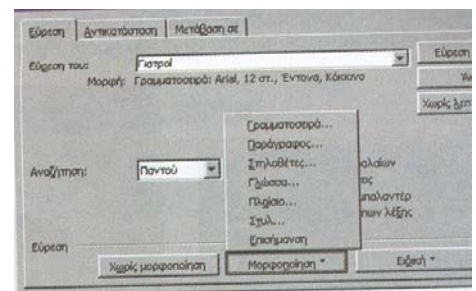 Εύρεση Αντικατάσταση Μετάβαση σε
Εύρεση του: Γιατροί Εύρεση
Μορφή: Γραμματοσειρά: Arial, 12 στ., Έντονα, Κόκκινο
Χωρίς
Γραμματοσειρά...
Παράγραφος...
Αναζήτηση: Παντού Στηλοθέτες...
Γλώσσα...
Πλαίσιο...
Στυλ...
Εύρεση Επισήμανση
Χωρίς μορφοποίηση Μορφοποίηση Ειδική